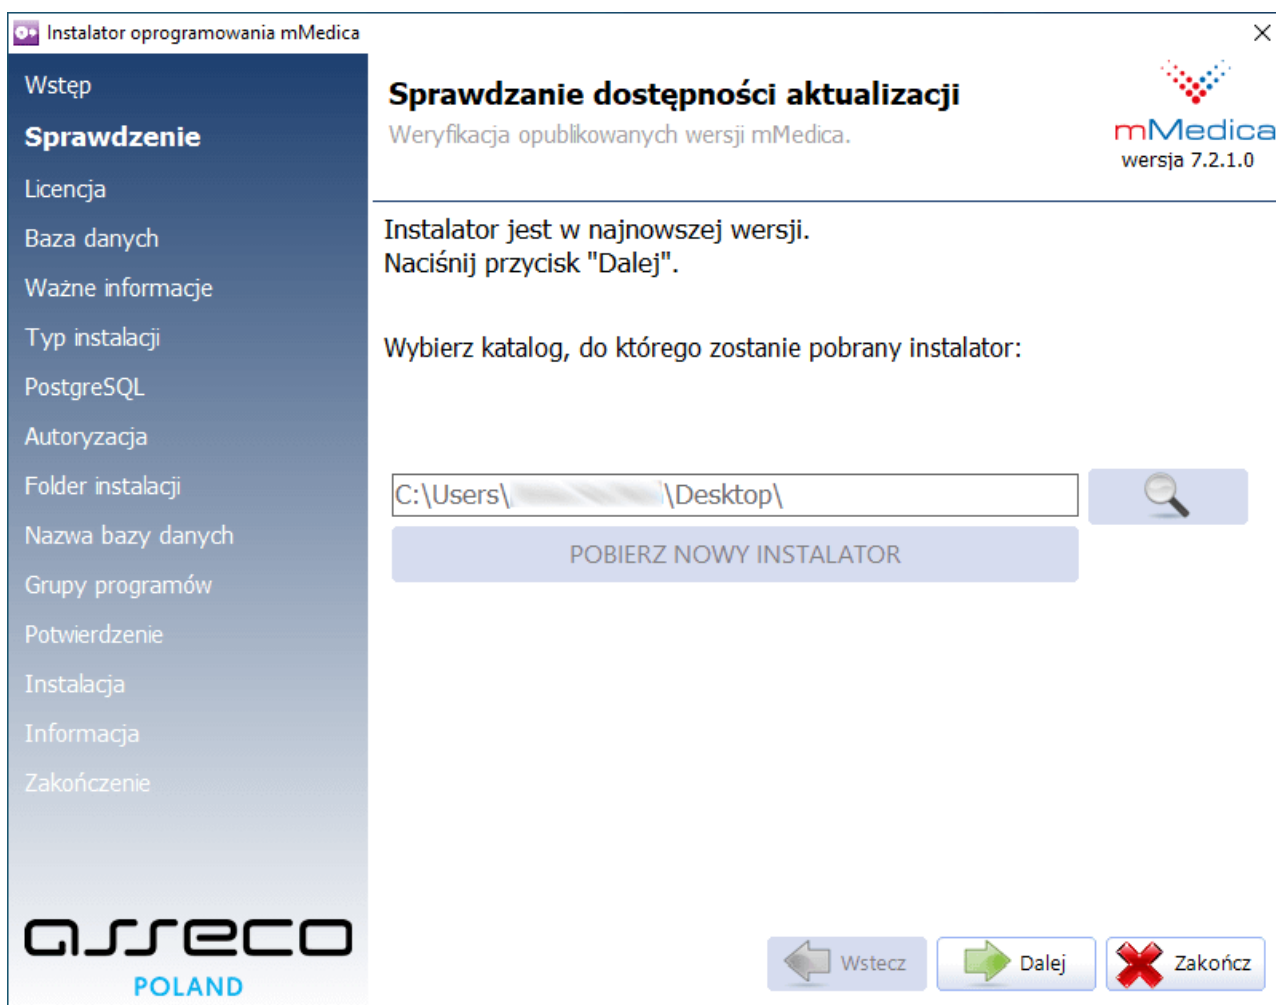 Instalator oprogramowania mMedica
Wstęp
Sprawdzenie
Licencja
Baza danych
Ważne informacje
Typ instalacji
PostgreSQL
Autoryzacja
Folder instalacji
Nazwa bazy danych
Grupy programów
Potwierdzenie
Instalacja
Informacja
Zakończenie
asseco
POLAND
Sprawdzanie dostępności aktualizacji
Weryfikacja opublikowanych wersji mMedica.
mMedica
wersja 7.2.1.0
Instalator jest w najnowszej wersji.
Naciśnij przycisk "Dalej".
Wybierz katalog, do którego zostanie pobrany instalator:
C:\Users\ \Desktop\
POBIERZ NOWY INSTALATOR
Wstecz
Dalej
Zakończ